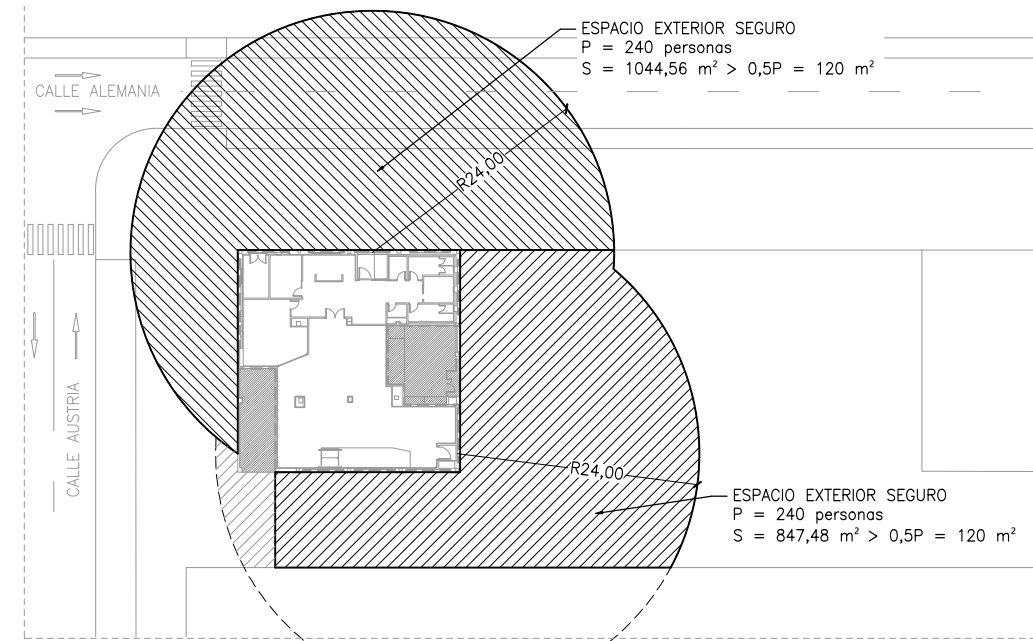 ESPACIO EXTERIOR SEGURO
P = 240 personas
S = 1044,56 m² > 0,5P = 120 m²
CALLE ALEMANIA
R24,00
CALLE AUSTRIA
R24,00
ESPACIO EXTERIOR SEGURO
P = 240 personas
S = 847,48 m² > 0,5P = 120 m²